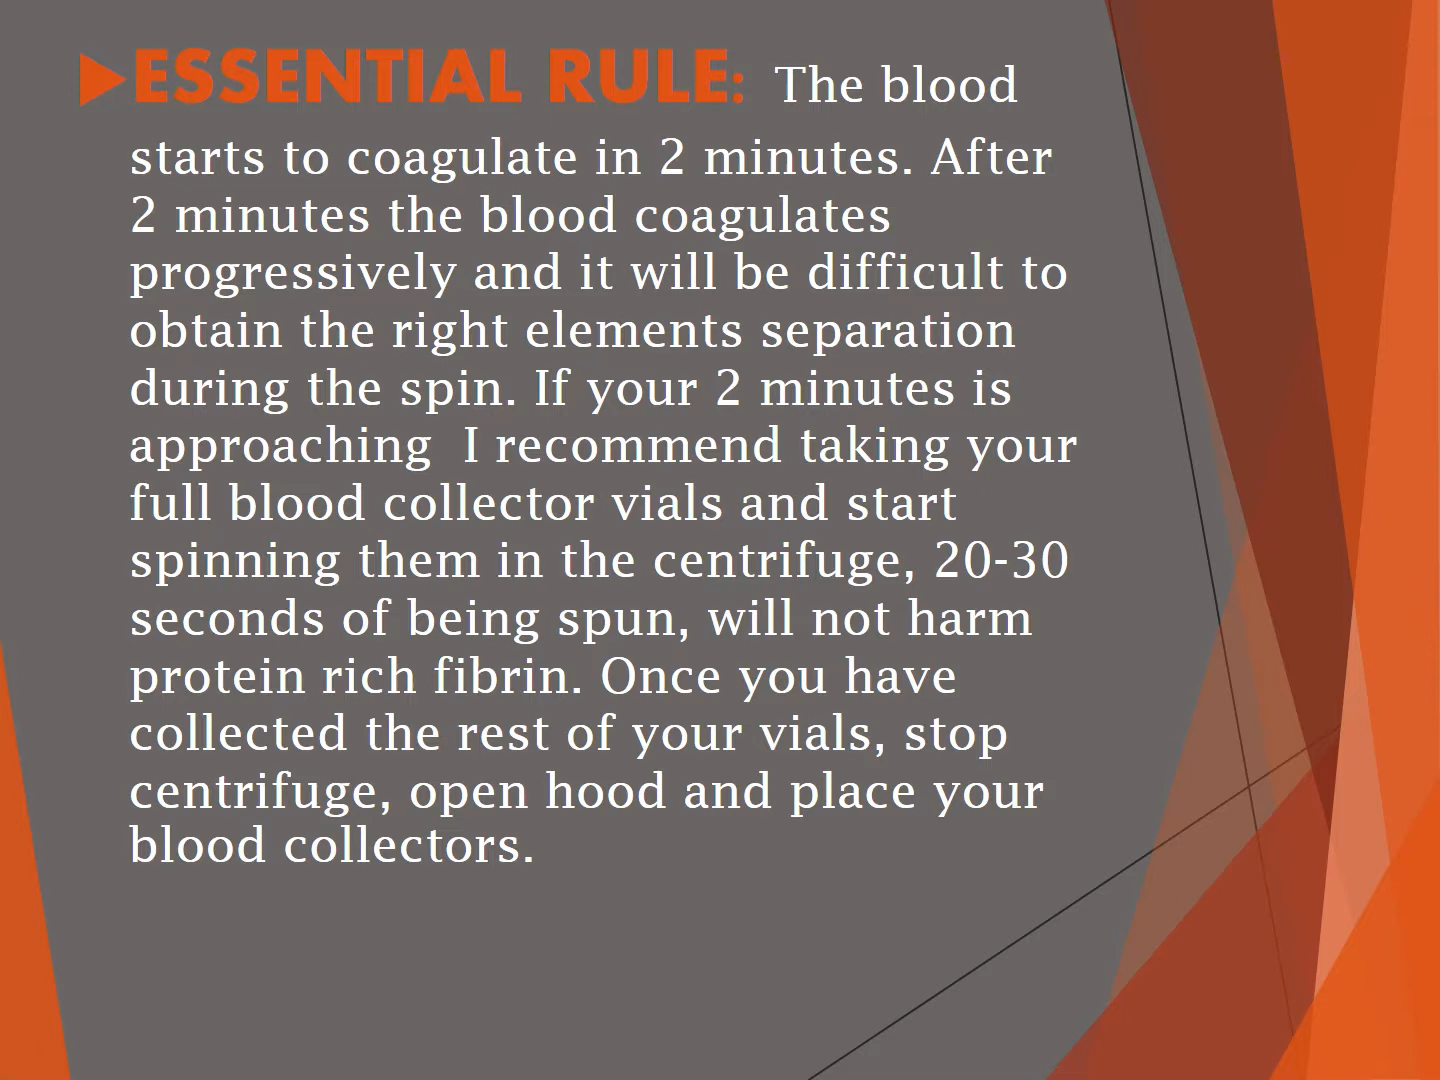 ESSENTIAL RULE: The blood
starts to coagulate in 2 minutes. After
2 minutes the blood coagulates
progressively and it will be difficult to
obtain the right elements separation
during the spin. If your 2 minutes is
approaching  I recommend taking your
full blood collector vials and start
spinning them in the centrifuge, 20-30
seconds of being spun, will not harm
protein rich fibrin. Once you have
collected the rest of your vials, stop
centrifuge, open hood and place your
blood collectors.